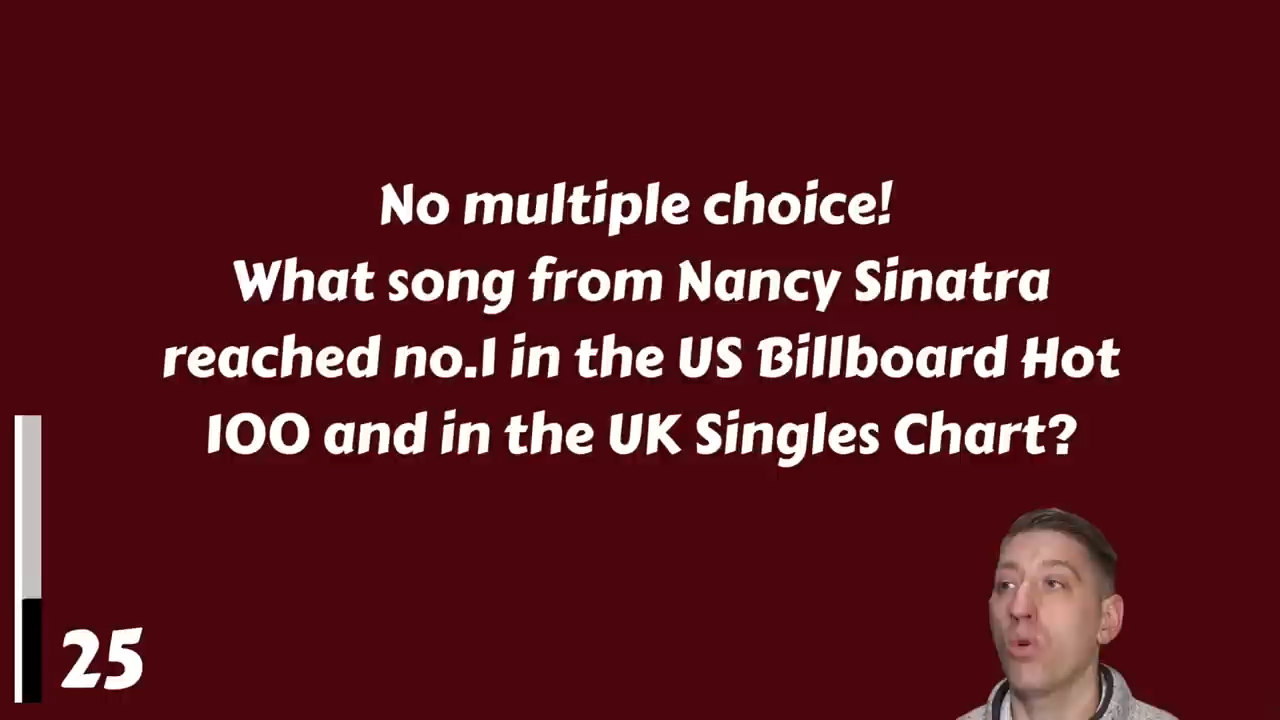 No multiple choice!
What song from Nancy Sinatra
reached no.1 in the US Billboard Hot
100 and in the UK Singles Chart?
25